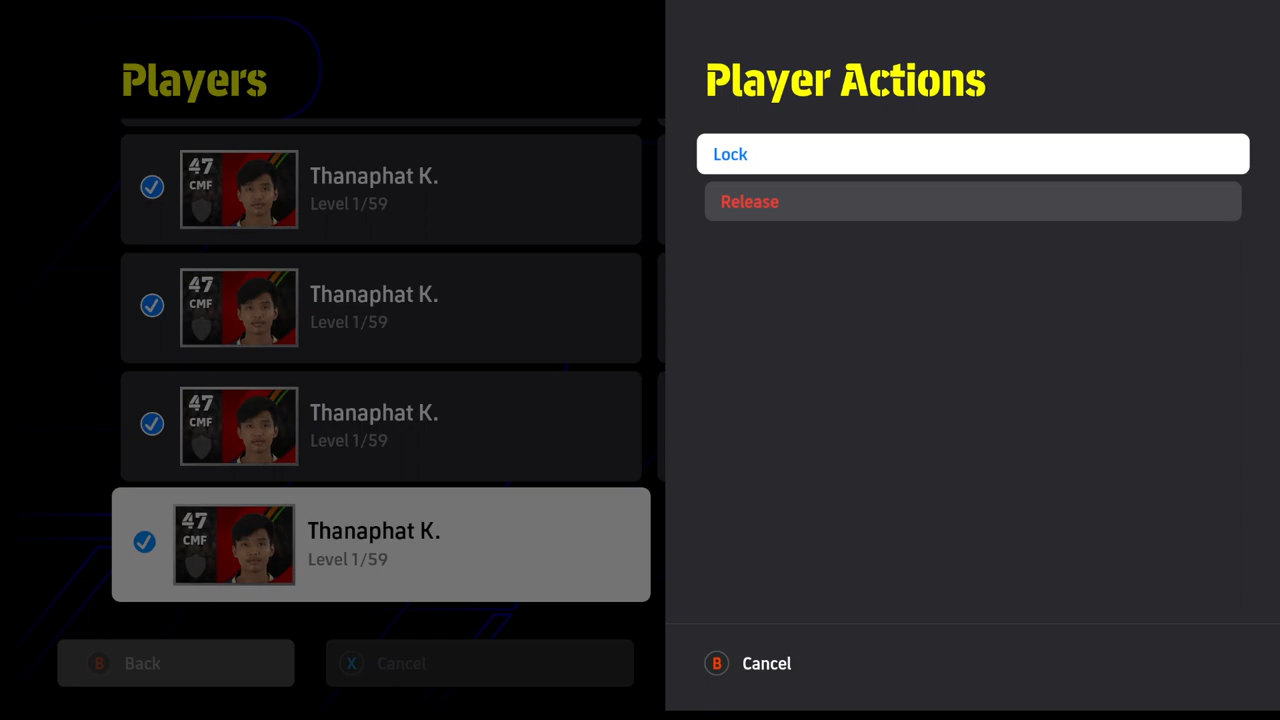 Players
47
CMF
Thanaphat K.
Level 1/59
47
CMF
Thanaphat K.
Level 1/59
47
CMF
Thanaphat K.
Level 1/59
47
CMF
Thanaphat K.
Level 1/59
B Back
X Cancel
Player Actions
Lock
Release
B Cancel